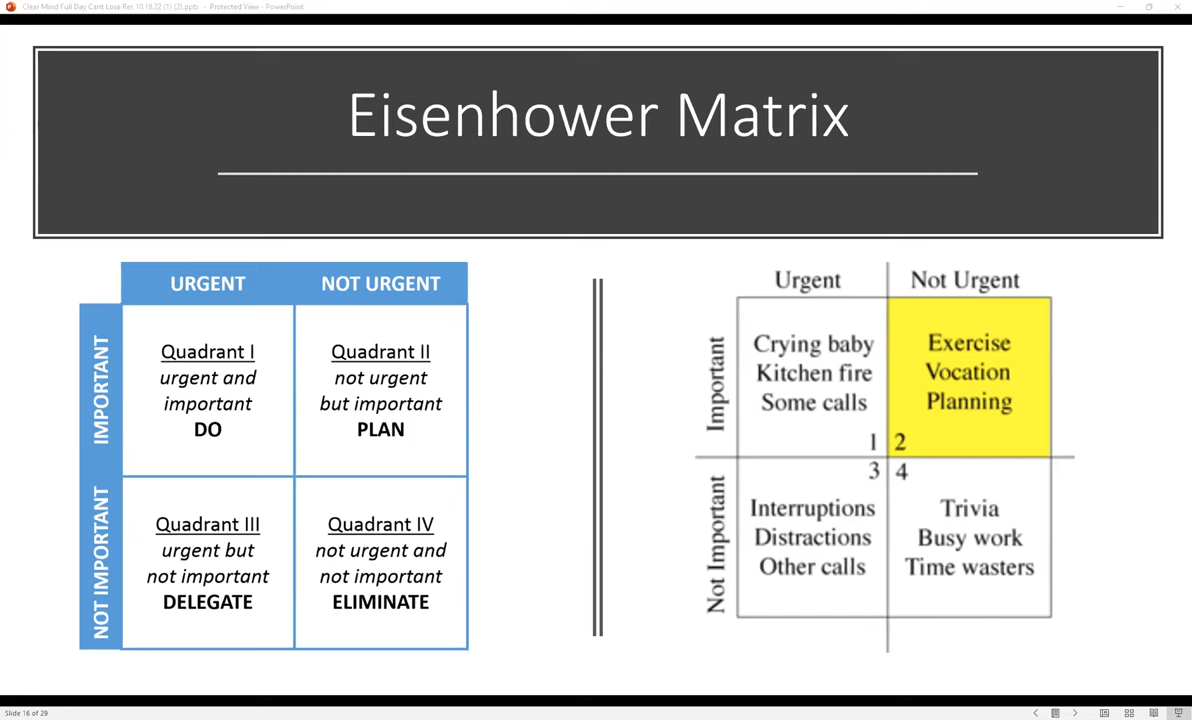 Clear Mind Full Day Cant Lose Rev. 10.18.22 (1) (2).ppts - Protected View - PowerPoint
Eisenhower Matrix
URGENT
NOT URGENT
IMPORTANT
Quadrant I
urgent and
important
DO
Quadrant II
not urgent
but important
PLAN
NOT IMPORTANT
Quadrant III
urgent but
not important
DELEGATE
Quadrant IV
not urgent and
not important
ELIMINATE
Urgent
Not Urgent
Important
Crying baby
Kitchen fire
Some calls
1
Exercise
Vocation
Planning
2
Not Important
3
Interruptions
Distractions
Other calls
4
Trivia
Busy work
Time wasters
Slide 16 of 29